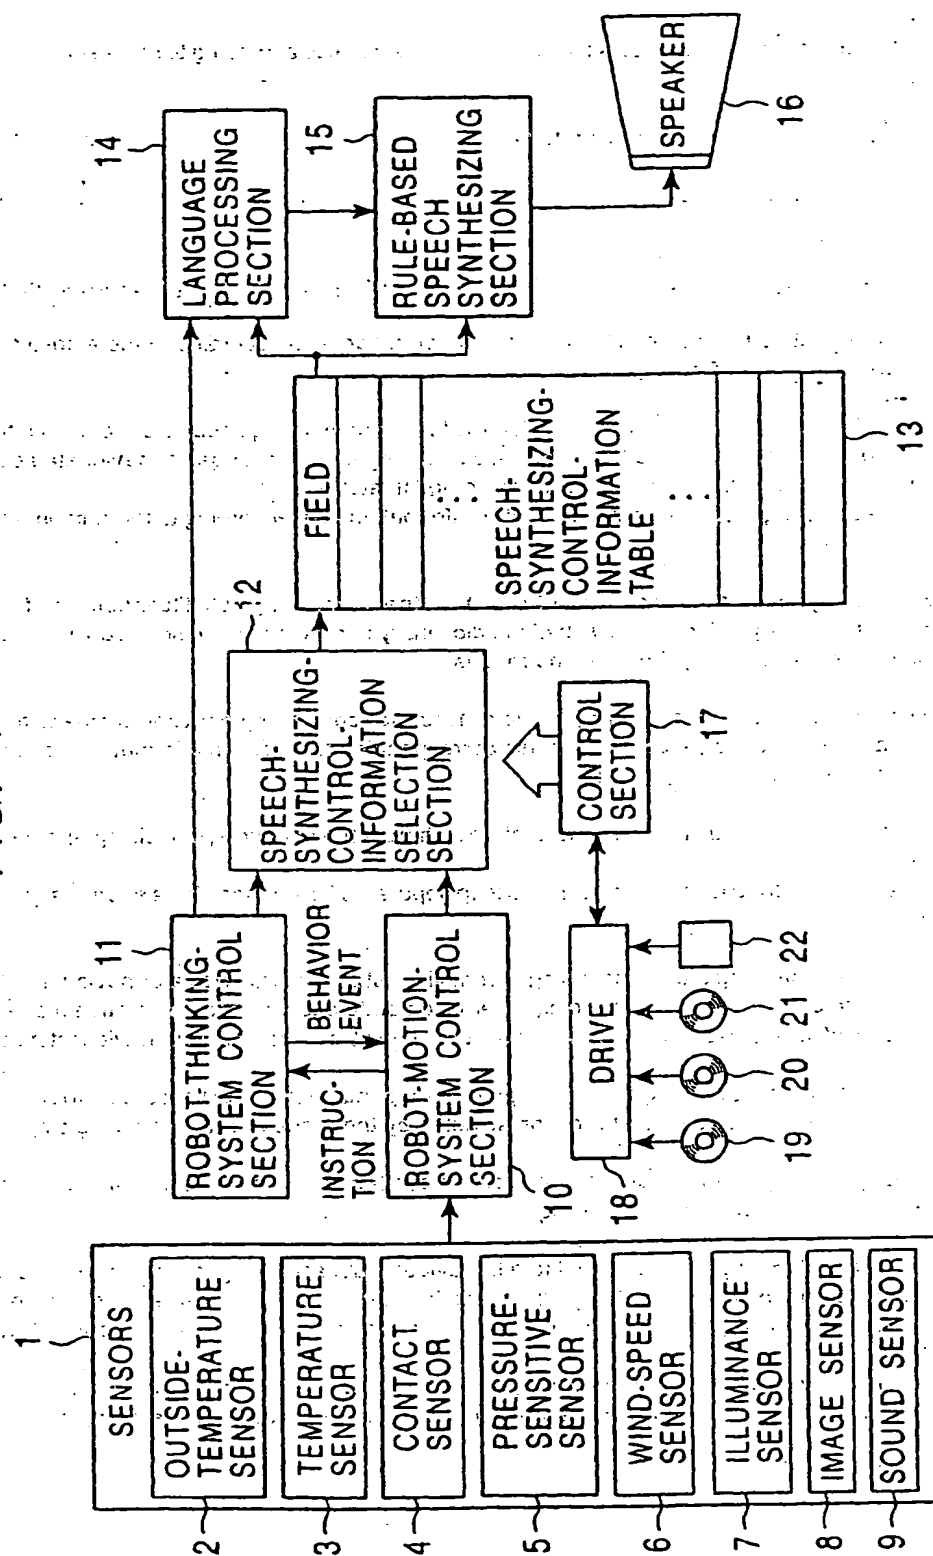 1
SENSORS
2
OUTSIDE-
TEMPERATURE
SENSOR
3
TEMPERATURE
SENSOR
4
CONTACT
SENSOR
5
PRESSURE-
SENSITIVE
SENSOR
6
WIND-SPEED
SENSOR
7
ILLUMINANCE
SENSOR
8
IMAGE SENSOR
9
SOUND SENSOR
11
ROBOT-THINKING-
SYSTEM CONTROL
SECTION
INSTRUC-
TION
BEHAVIOR
EVENT
ROBOT-MOTION-
SYSTEM CONTROL
SECTION
10
18
DRIVE
19
20
21
22
12
SPEECH-
SYNTHESIZING-
CONTROL-
INFORMATION
SELECTION
SECTION
CONTROL
SECTION
17
FIELD
SPEECH-
SYNTHESIZING-
CONTROL-
INFORMATION
TABLE
13
14
LANGUAGE
PROCESSING
SECTION
15
RULE-BASED
SPEECH
SYNTHESIZING
SECTION
SPEAKER
16